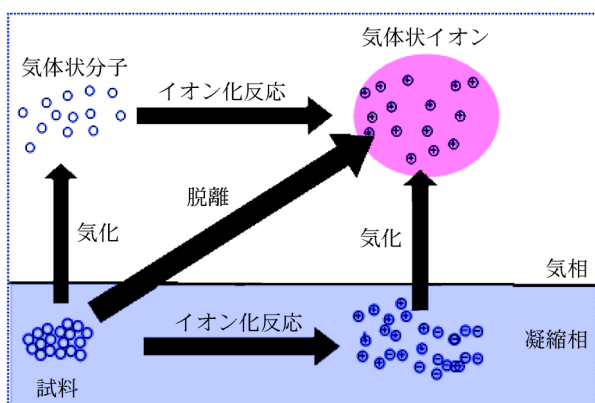 気体状イオン
気体状分子
イオン化反応
脱離
気化
気化
気相
イオン化反応
凝縮相
試料